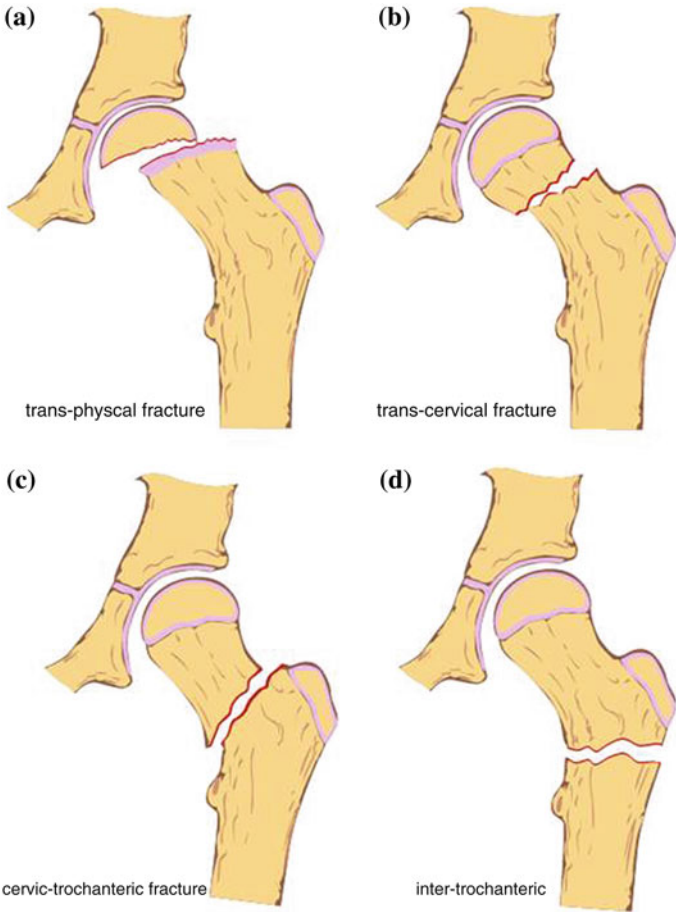 (a)
(b)
trans-physcal fracture
trans-cervical fracture
(c)
(d)
cervic-trochanteric fracture
inter-trochanteric